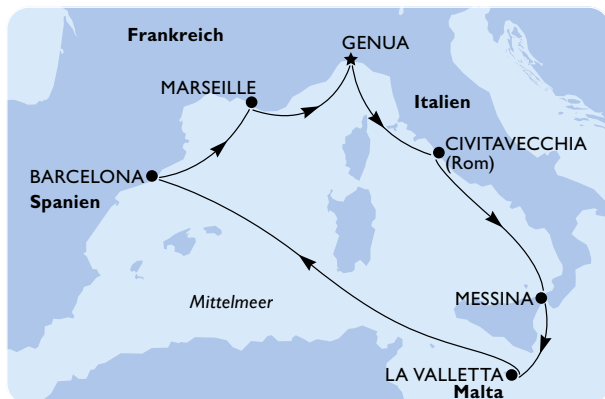 Frankreich
GENUA
MARSEILLE
Italien
CIVITAVECCHIA
(Rom)
BARCELONA
Spanien
Mittelmeer
MESSINA
LA VALLETTA
Malta